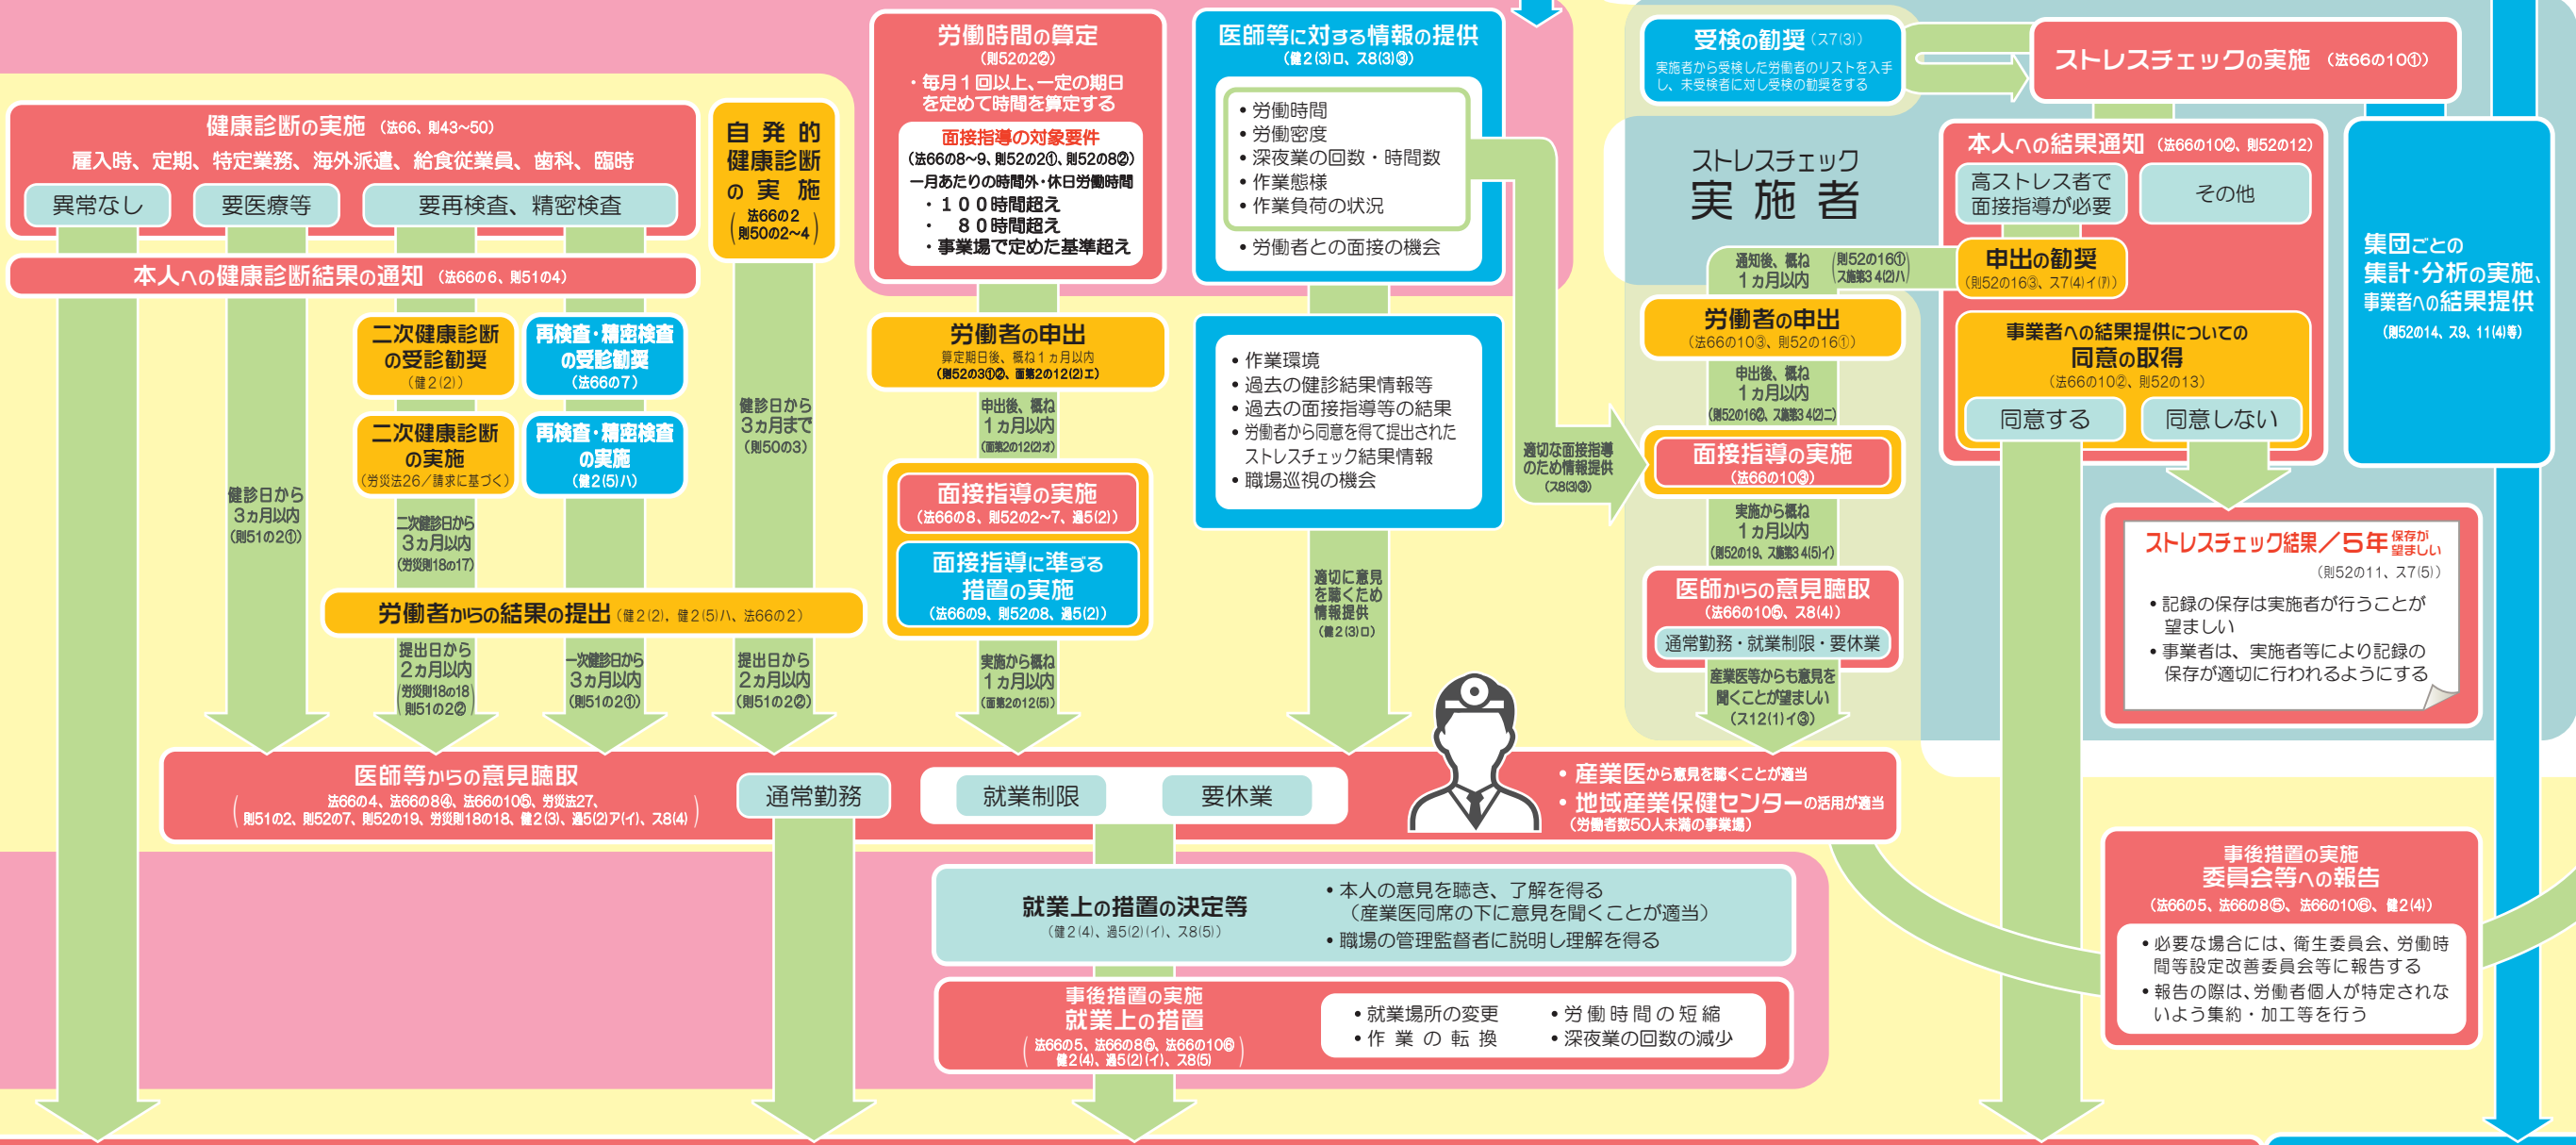 健康診断の実施 (法66、則43～50)
雇入時、定期、特定業務、海外派遣、給食従業員、歯科、臨時
異常なし
要医療等
要再検査、精密検査
本人への健康診断結果の通知 (法66の6、則51の4)
自発的
健康診断
の実施
法66の2
則50の2～4
二次健康診断
の受診勧奨
(健2(2))
再検査・精密検査
の受診勧奨
(法66の7)
二次健康診断
の実施
(労災法26／請求に基づく)
再検査・精密検査
の実施
(健2(5)ハ)
健診日から
3ヵ月以内
(則51の2①)
二次健診日から
3ヵ月以内
(労災則18の17)
健診日から
3ヵ月まで
(則50の3)
労働者からの結果の提出 (健2(2), 健2(5)ハ、法66の2)
提出日から
2ヵ月以内
労災則18の18
則51の2②
一次健診日から
3ヵ月以内
(則51の2①)
提出日から
2ヵ月以内
(則51の2②)
労働時間の算定
(則52の2②)
・毎月1回以上、一定の期日
を定めて時間を算定する
面接指導の対象要件
(法66の8～9、則52の2①、則52の8②)
一月あたりの時間外・休日労働時間
・100時間超え
・ 80時間超え
・事業場で定めた基準超え
労働者の申出
算定期日後、概ね1ヵ月以内
(則52の3①②、面第2の12(2)エ)
申出後、概ね
1ヵ月以内
(面第2の12(2)オ)
面接指導の実施
(法66の8、則52の2～7、過5(2))
面接指導に準ずる
措置の実施
(法66の9、則52の8、過5(2))
実施から概ね
1ヵ月以内
(面第2の12(5))
医師等に対する情報の提供
(健2(3)ロ、ス8(3)③)
•労働時間
•労働密度
•深夜業の回数・時間数
•作業態様
•作業負荷の状況
•労働者との面接の機会
•作業環境
•過去の健診結果情報等
•過去の面接指導等の結果
•労働者から同意を得て提出された
ストレスチェック結果情報
•職場巡視の機会
適切に意見
を聴くため
情報提供
(健2(3)ロ)
適切な面接指導
のため情報提供
(ス8(3)③)
受検の勧奨 (ス7(3))
実施者から受検した労働者のリストを入手
し、未受検者に対し受検の勧奨をする
ストレスチェックの実施 (法66の10①)
ストレスチェック
実施者
本人への結果通知 (法66の10②、則52の12)
高ストレス者で
面接指導が必要
その他
申出の勧奨
(則52の16③、ス7(4)イ(ｱ))
通知後、概ね
1ヵ月以内
則52の16①
ス施第3 4(2)ハ
労働者の申出
(法66の10③、則52の16①)
事業者への結果提供についての
同意の取得
(法66の10②、則52の13)
同意する
同意しない
申出後、概ね
1ヵ月以内
(則52の16②、ス施第3 4(2)ニ)
面接指導の実施
(法66の10③)
実施から概ね
1ヵ月以内
(則52の19、ス施第3 4(5)イ)
医師からの意見聴取
(法66の10⑤、ス8(4))
通常勤務・就業制限・要休業
産業医等からも意見を
聞くことが望ましい
(ス12(1)イ③)
集団ごとの
集計・分析の実施、
事業者への結果提供
(則52の14、ス9、11(4)等)
ストレスチェック結果／5年 保存が
望ましい
(則52の11、ス7(5))
•記録の保存は実施者が行うことが
望ましい
•事業者は、実施者等により記録の
保存が適切に行われるようにする
医師等からの意見聴取
法66の4、法66の8④、法66の10⑤、労災法27、
則51の2、則52の7、則52の19、労災則18の18、健2(3)、過5(2)ア(イ)、ス8(4)
通常勤務
就業制限
要休業
・産業医から意見を聴くことが適当
・地域産業保健センターの活用が適当
(労働者数50人未満の事業場)
就業上の措置の決定等
(健2(4)、過5(2)(イ)、ス8(5))
•本人の意見を聴き、了解を得る
（産業医同席の下に意見を聞くことが適当）
•職場の管理監督者に説明し理解を得る
事後措置の実施
就業上の措置
法66の5、法66の8⑤、法66の10⑥
健2(4)、過5(2)(イ)、ス8(5)
•就業場所の変更
•労働時間の短縮
•作業の転換
•深夜業の回数の減少
事後措置の実施
委員会等への報告
(法66の5、法66の8⑤、法66の10⑥、健2(4))
•必要な場合には、衛生委員会、労働時
間等設定改善委員会等に報告する
•報告の際は、労働者個人が特定されな
いよう集約・加工等を行う